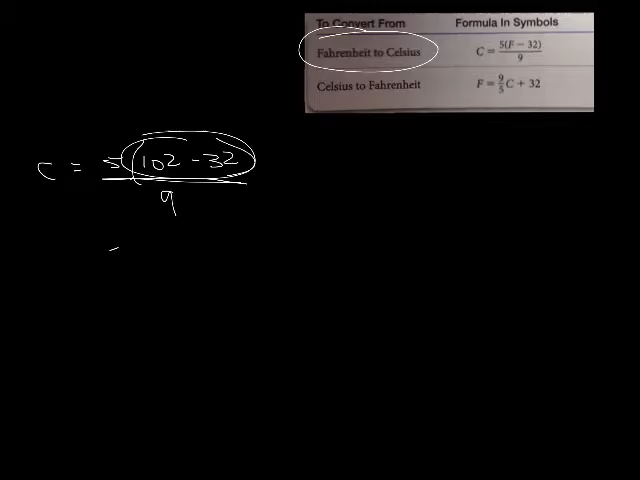 To Convert From Formula In Symbols
Fahrenheit to Celsius C = 5(F − 32)/9
Celsius to Fahrenheit F = 9/5 C + 32
C = 5(102 - 32)
9